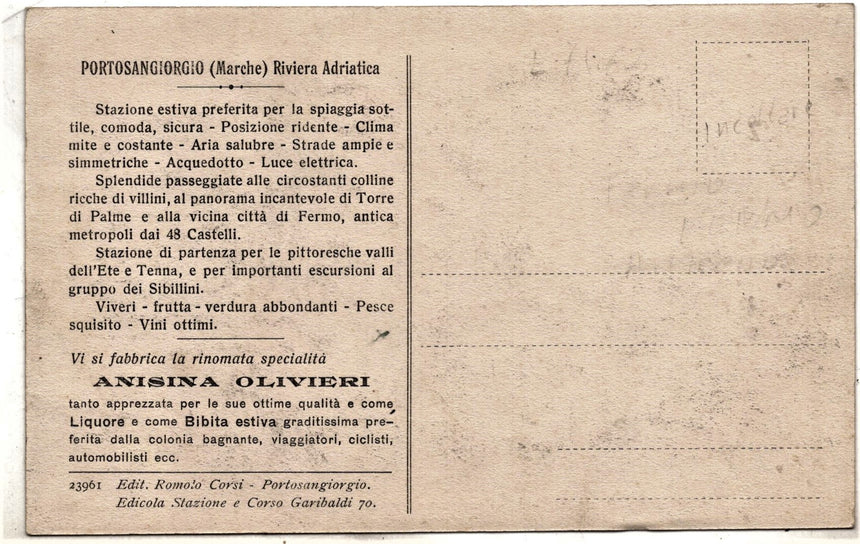 PORTOSANGIORGIO (Marche) Riviera Adriatica
Stazione estiva preferita per la spiaggia sot-
tile, comoda, sicura - Posizione ridente - Clima
mite e costante - Aria salubre - Strade ampie e
simmetriche - Acquedotto - Luce elettrica.
Splendide passeggiate alle circostanti colline
ricche di villini, al panorama incantevole di Torre
di Palme e alla vicina città di Fermo, antica
metropoli dai 48 Castelli.
Stazione di partenza per le pittoresche valli
dell'Ete e Tenna, e per importanti escursioni al
gruppo dei Sibillini.
Viveri - frutta - verdura abbondanti - Pesce
squisito - Vini ottimi.
Vi si fabbrica la rinomata specialità
ANISINA OLIVIERI
tanto apprezzata per le sue ottime qualità e come
Liquore e come Bibita estiva graditissima pre-
ferita dalla colonia bagnante, viaggiatori, ciclisti,
automobilisti ecc.
23961 Edit. Romolo Corsi - Portosangiorgio.
Edicola Stazione e Corso Garibaldi 70.